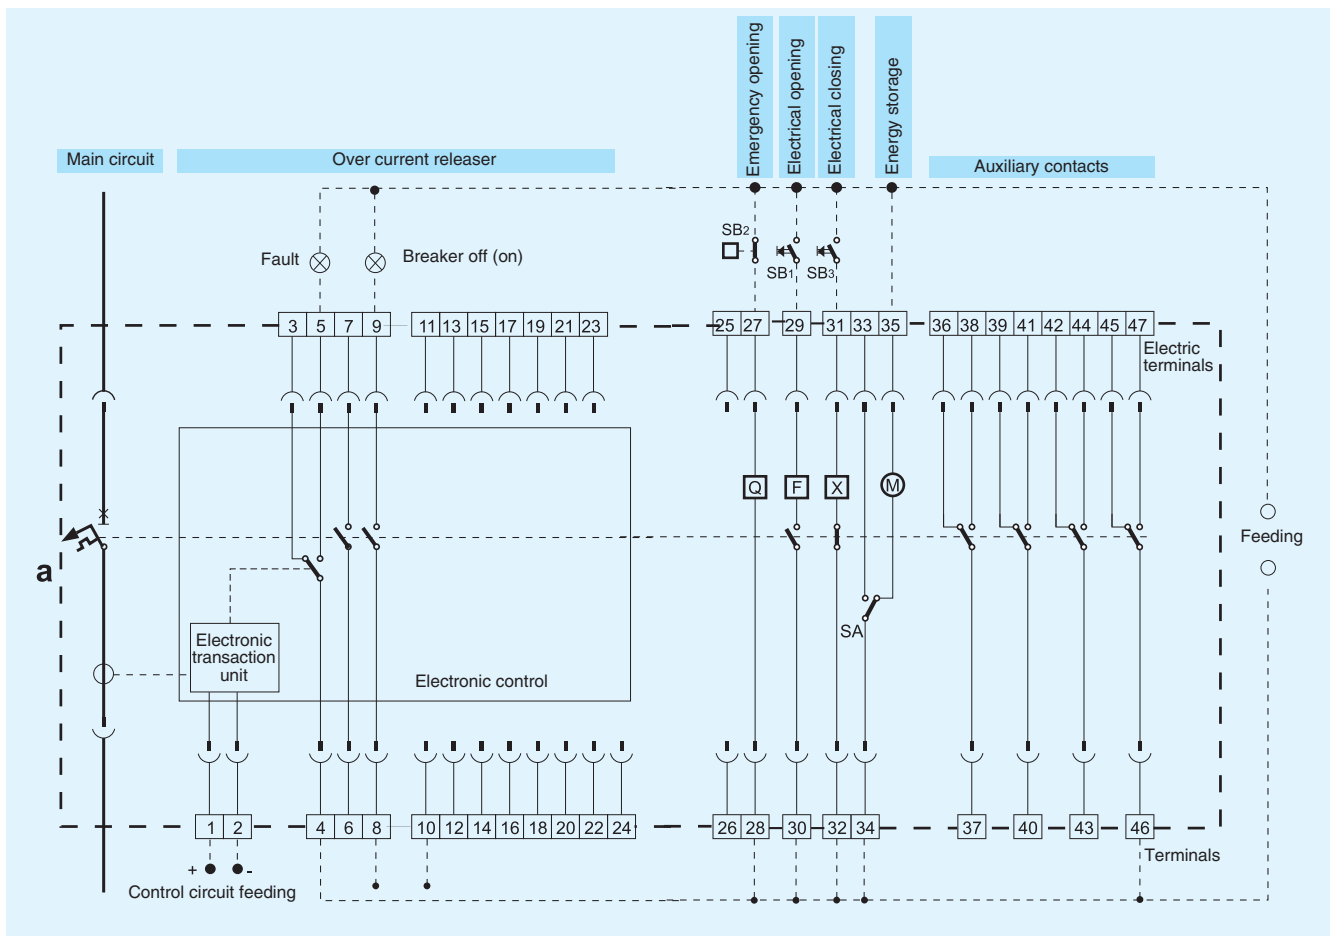 Emergency opening
Electrical opening
Electrical closing
Energy storage
Main circuit
Over current releaser
Auxiliary contacts
SB2
Fault
Breaker off (on)
SB1
SB3
3 5 7 9 11 13 15 17 19 21 23 25 27 29 31 33 35 36 38 39 41 42 44 45 47
Electric
terminals
Q F X M
Feeding
a
SA
Electronic
transaction
unit
Electronic control
1 2 4 6 8 10 12 14 16 18 20 22 24 26 28 30 32 34 37 40 43 46
Terminals
+ -
Control circuit feeding